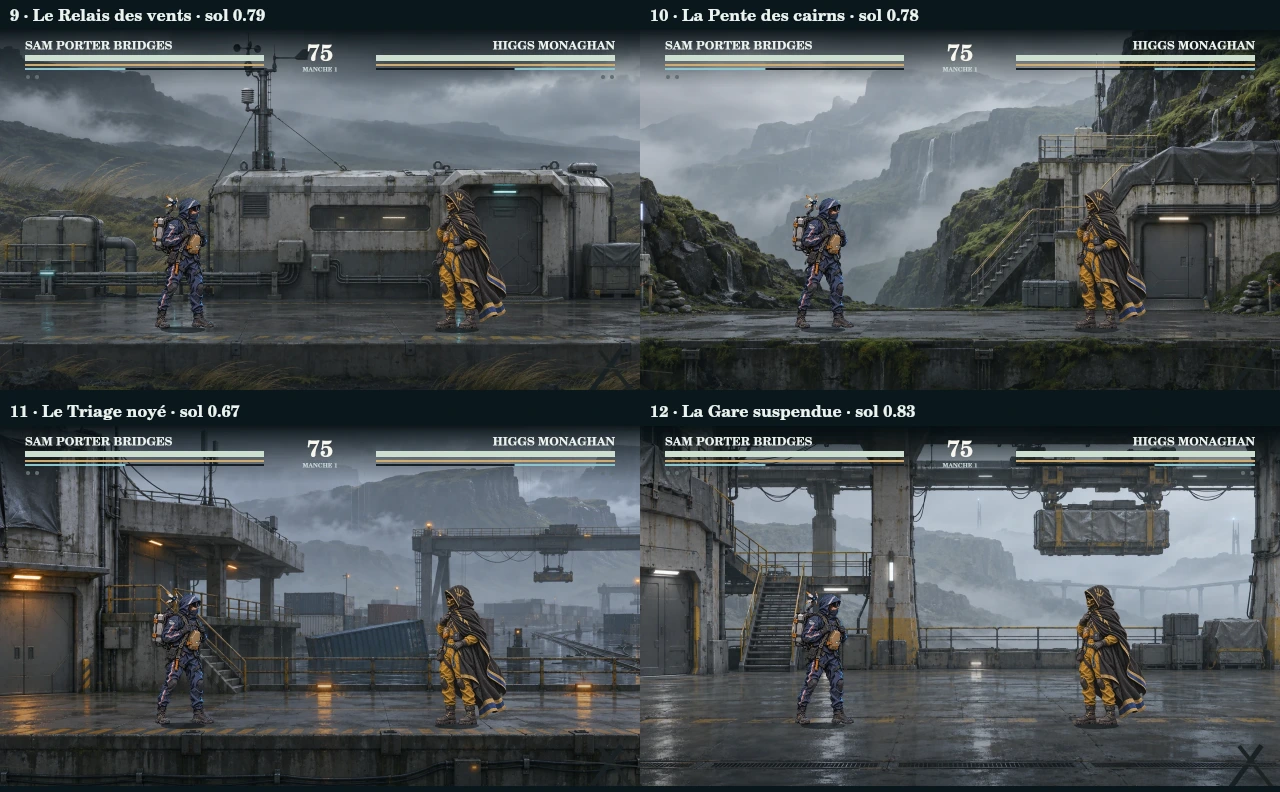 9 · Le Relais des vents · sol 0.79
SAM PORTER BRIDGES
75
MANCHE 1
HIGGS MONAGHAN
10 · La Pente des cairns · sol 0.78
SAM PORTER BRIDGES
75
MANCHE 1
HIGGS MONAGHAN
11 · Le Triage noyé · sol 0.67
SAM PORTER BRIDGES
75
MANCHE 1
HIGGS MONAGHAN
12 · La Gare suspendue · sol 0.83
SAM PORTER BRIDGES
75
MANCHE 1
HIGGS MONAGHAN